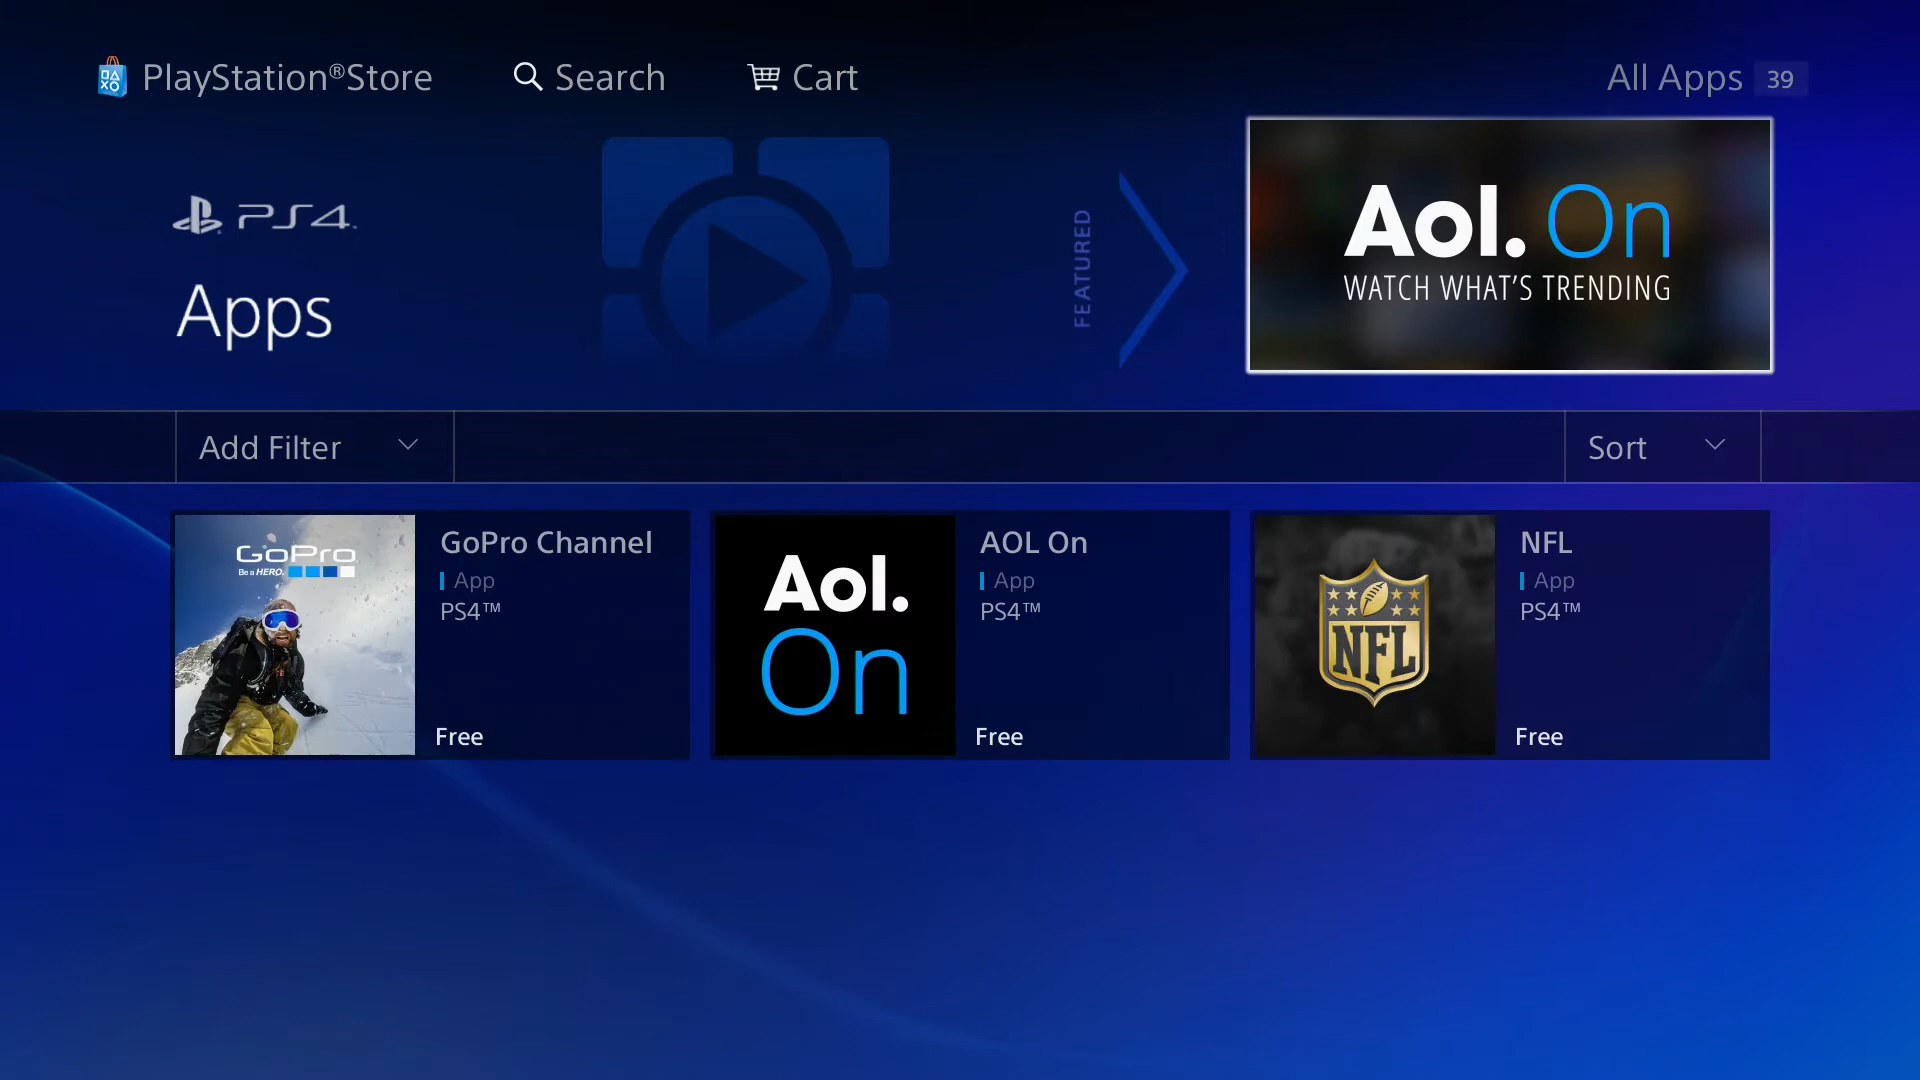 PlayStation®Store
Search
Cart
All Apps 39
PS4
Apps
FEATURED
Aol. On
WATCH WHAT'S TRENDING
Add Filter
Sort
GoPro
Be a HERO.
GoPro Channel
App
PS4™
Free
Aol.
On
AOL On
App
PS4™
Free
NFL
NFL
App
PS4™
Free